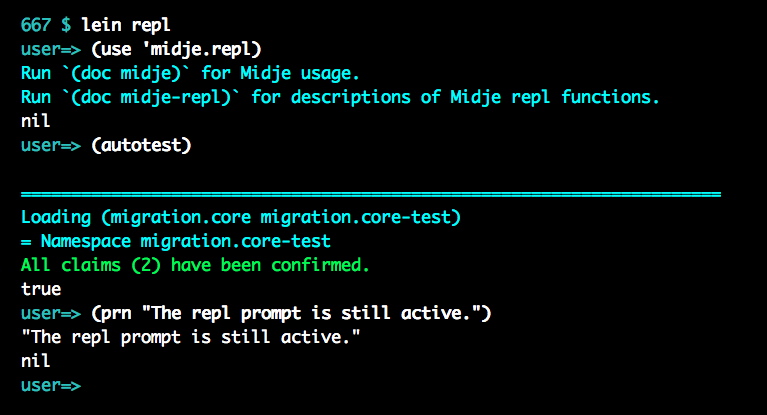 667 $ lein repl
user=> (use 'midje.repl)
Run `(doc midje)` for Midje usage.
Run `(doc midje-repl)` for descriptions of Midje repl functions.
nil
user=> (autotest)
======================================================================
Loading (migration.core migration.core-test)
= Namespace migration.core-test
All claims (2) have been confirmed.
true
user=> (prn "The repl prompt is still active.")
"The repl prompt is still active."
nil
user=>